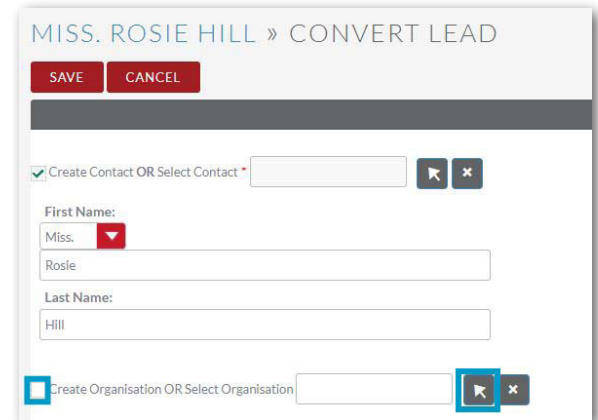 MISS. ROSIE HILL » CONVERT LEAD
SAVE CANCEL
Create Contact OR Select Contact *
First Name:
Miss.
Rosie
Last Name:
Hill
Create Organisation OR Select Organisation